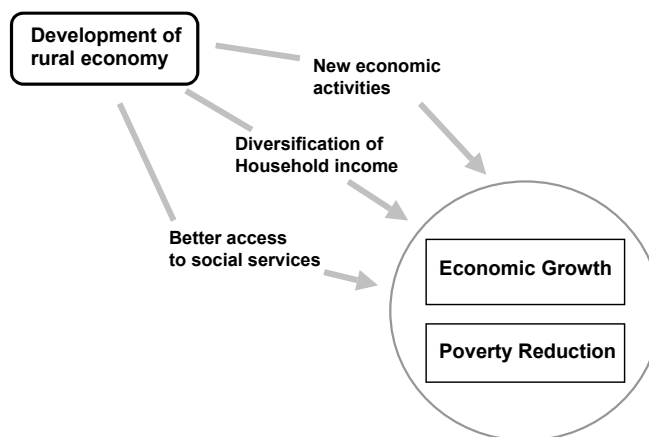 Development of
rural economy
New economic
activities
Diversification of
Household income
Better access
to social services
Economic Growth
Poverty Reduction